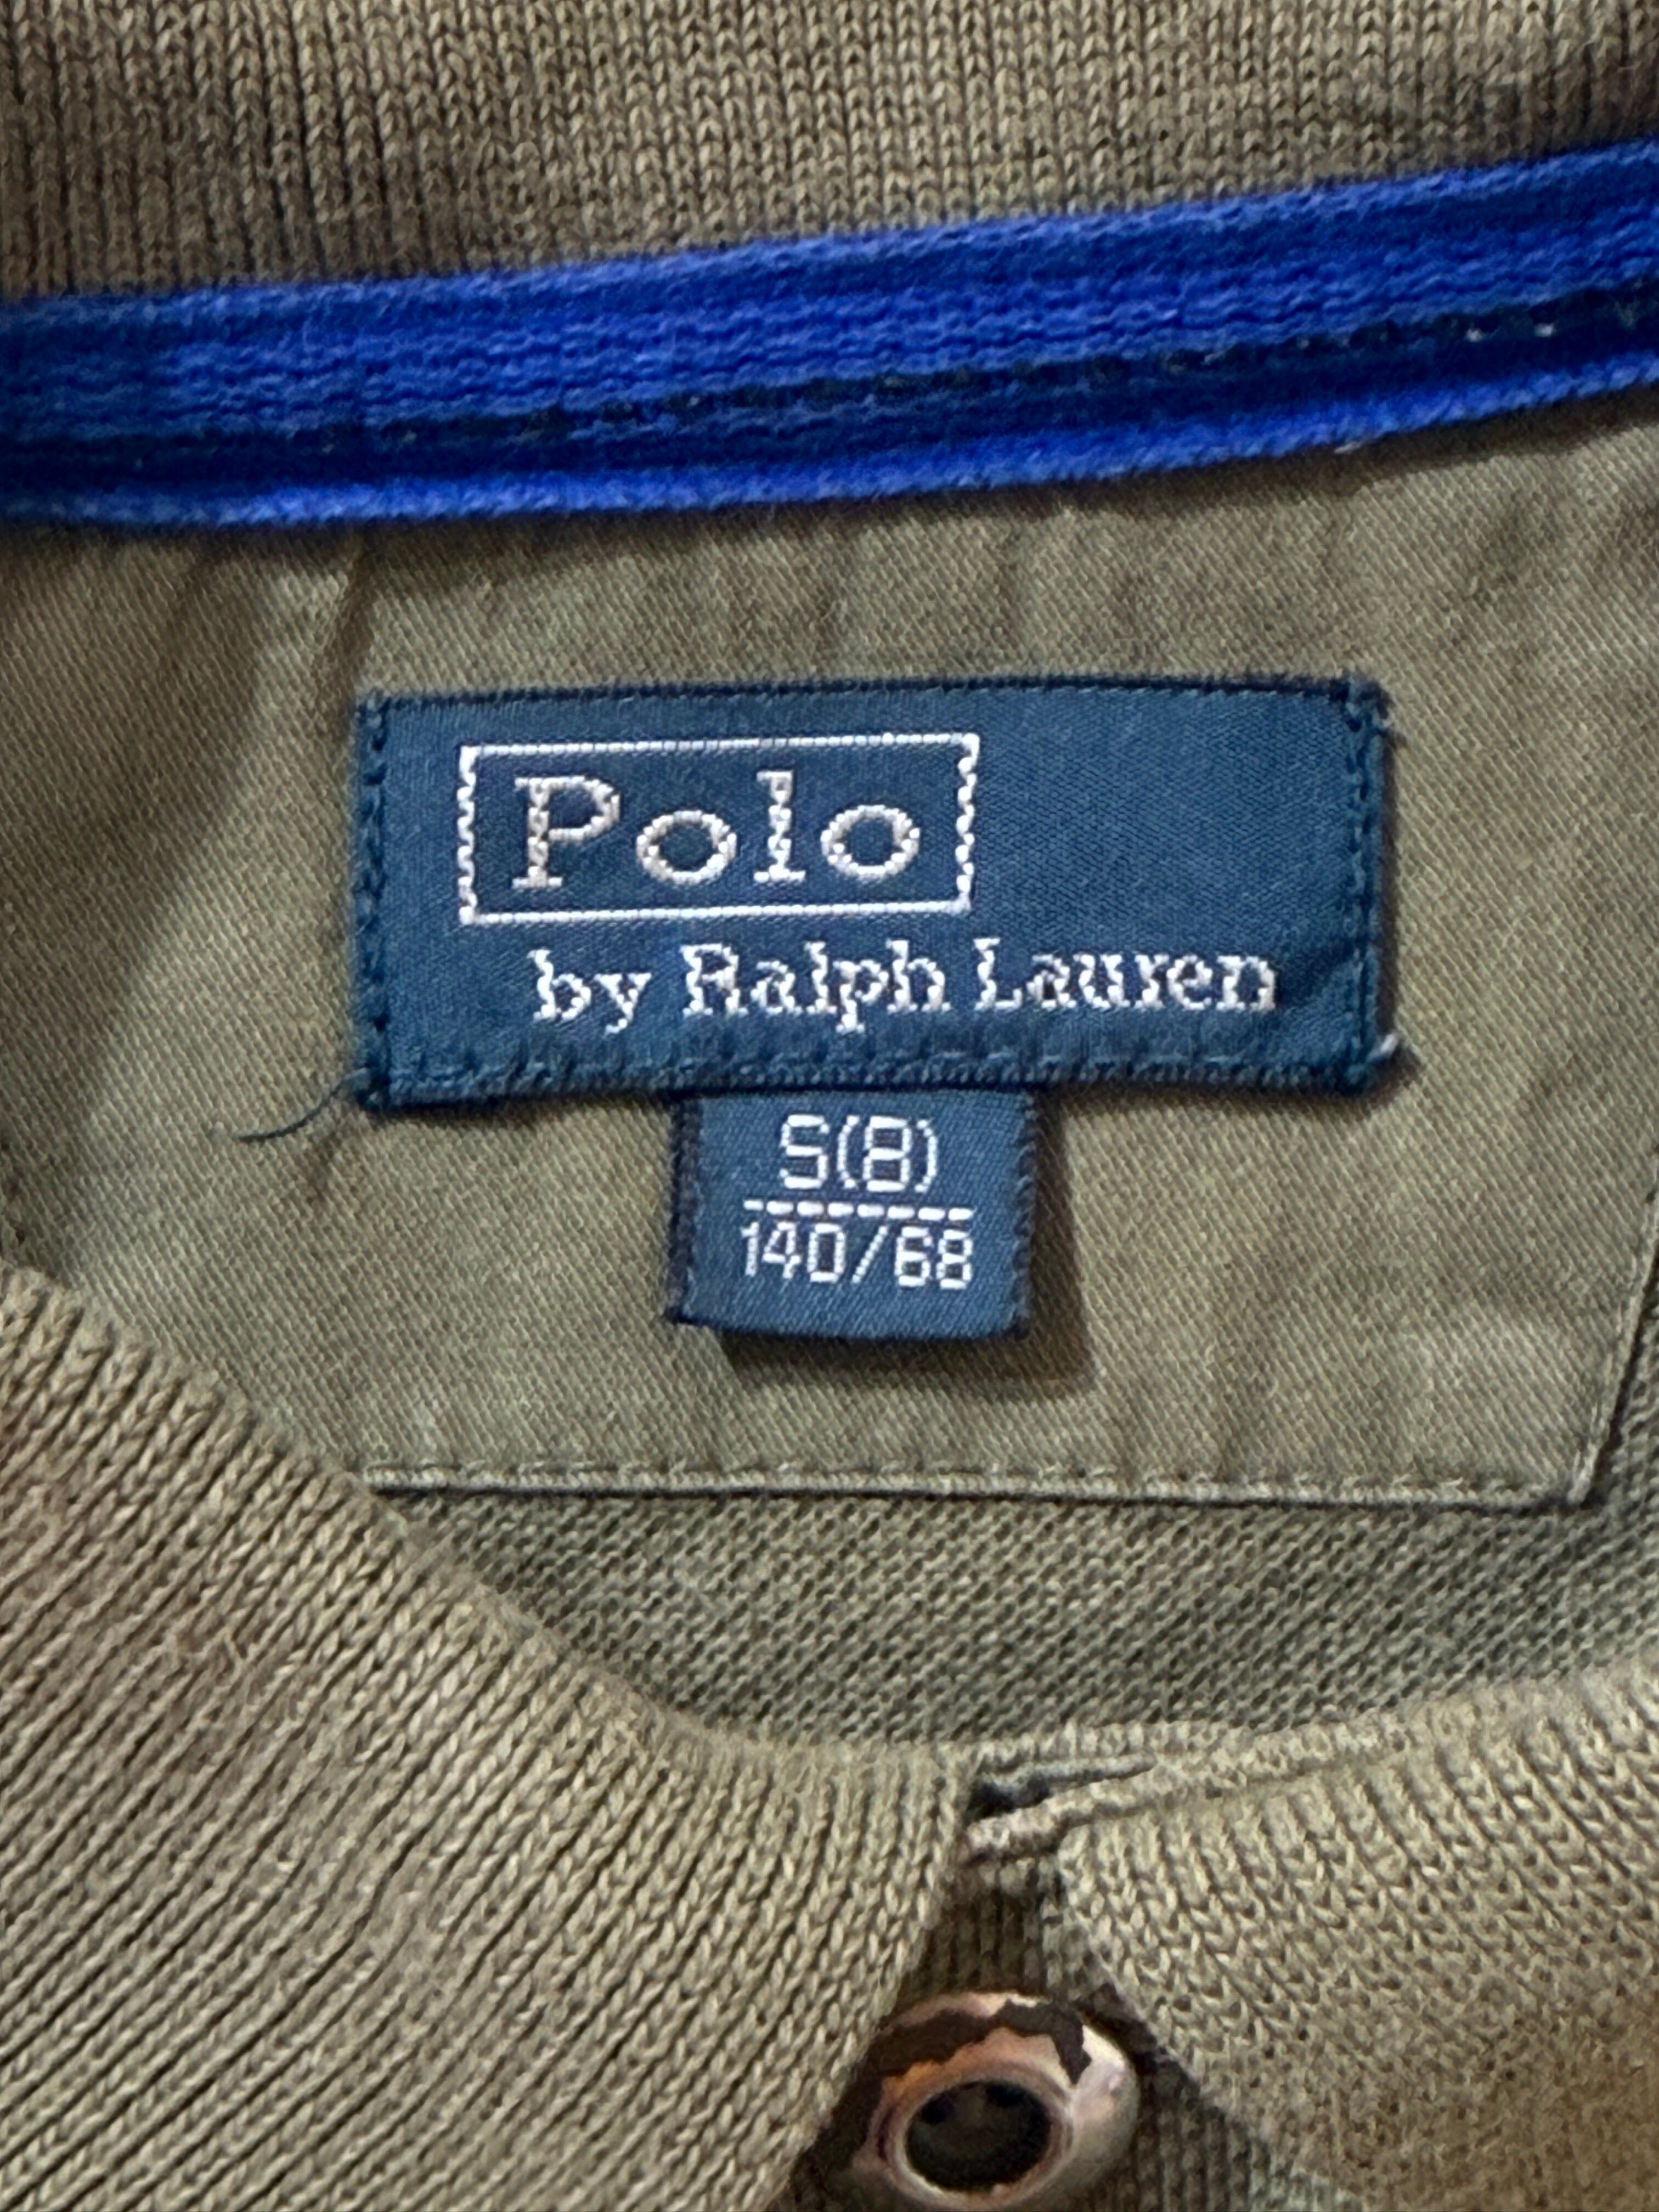 Polo
by Ralph Lauren
S(8)
140/68